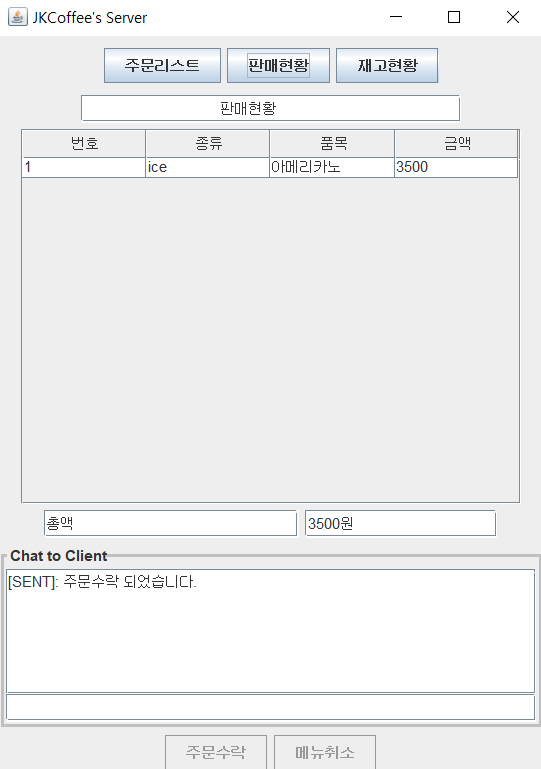 JKCoffee's Server
주문리스트 판매현황 재고현황
판매현황
번호 종류 품목 금액
1 ice 아메리카노 3500
총액 3500원
Chat to Client
[SENT]: 주문수락 되었습니다.
주문수락 메뉴취소